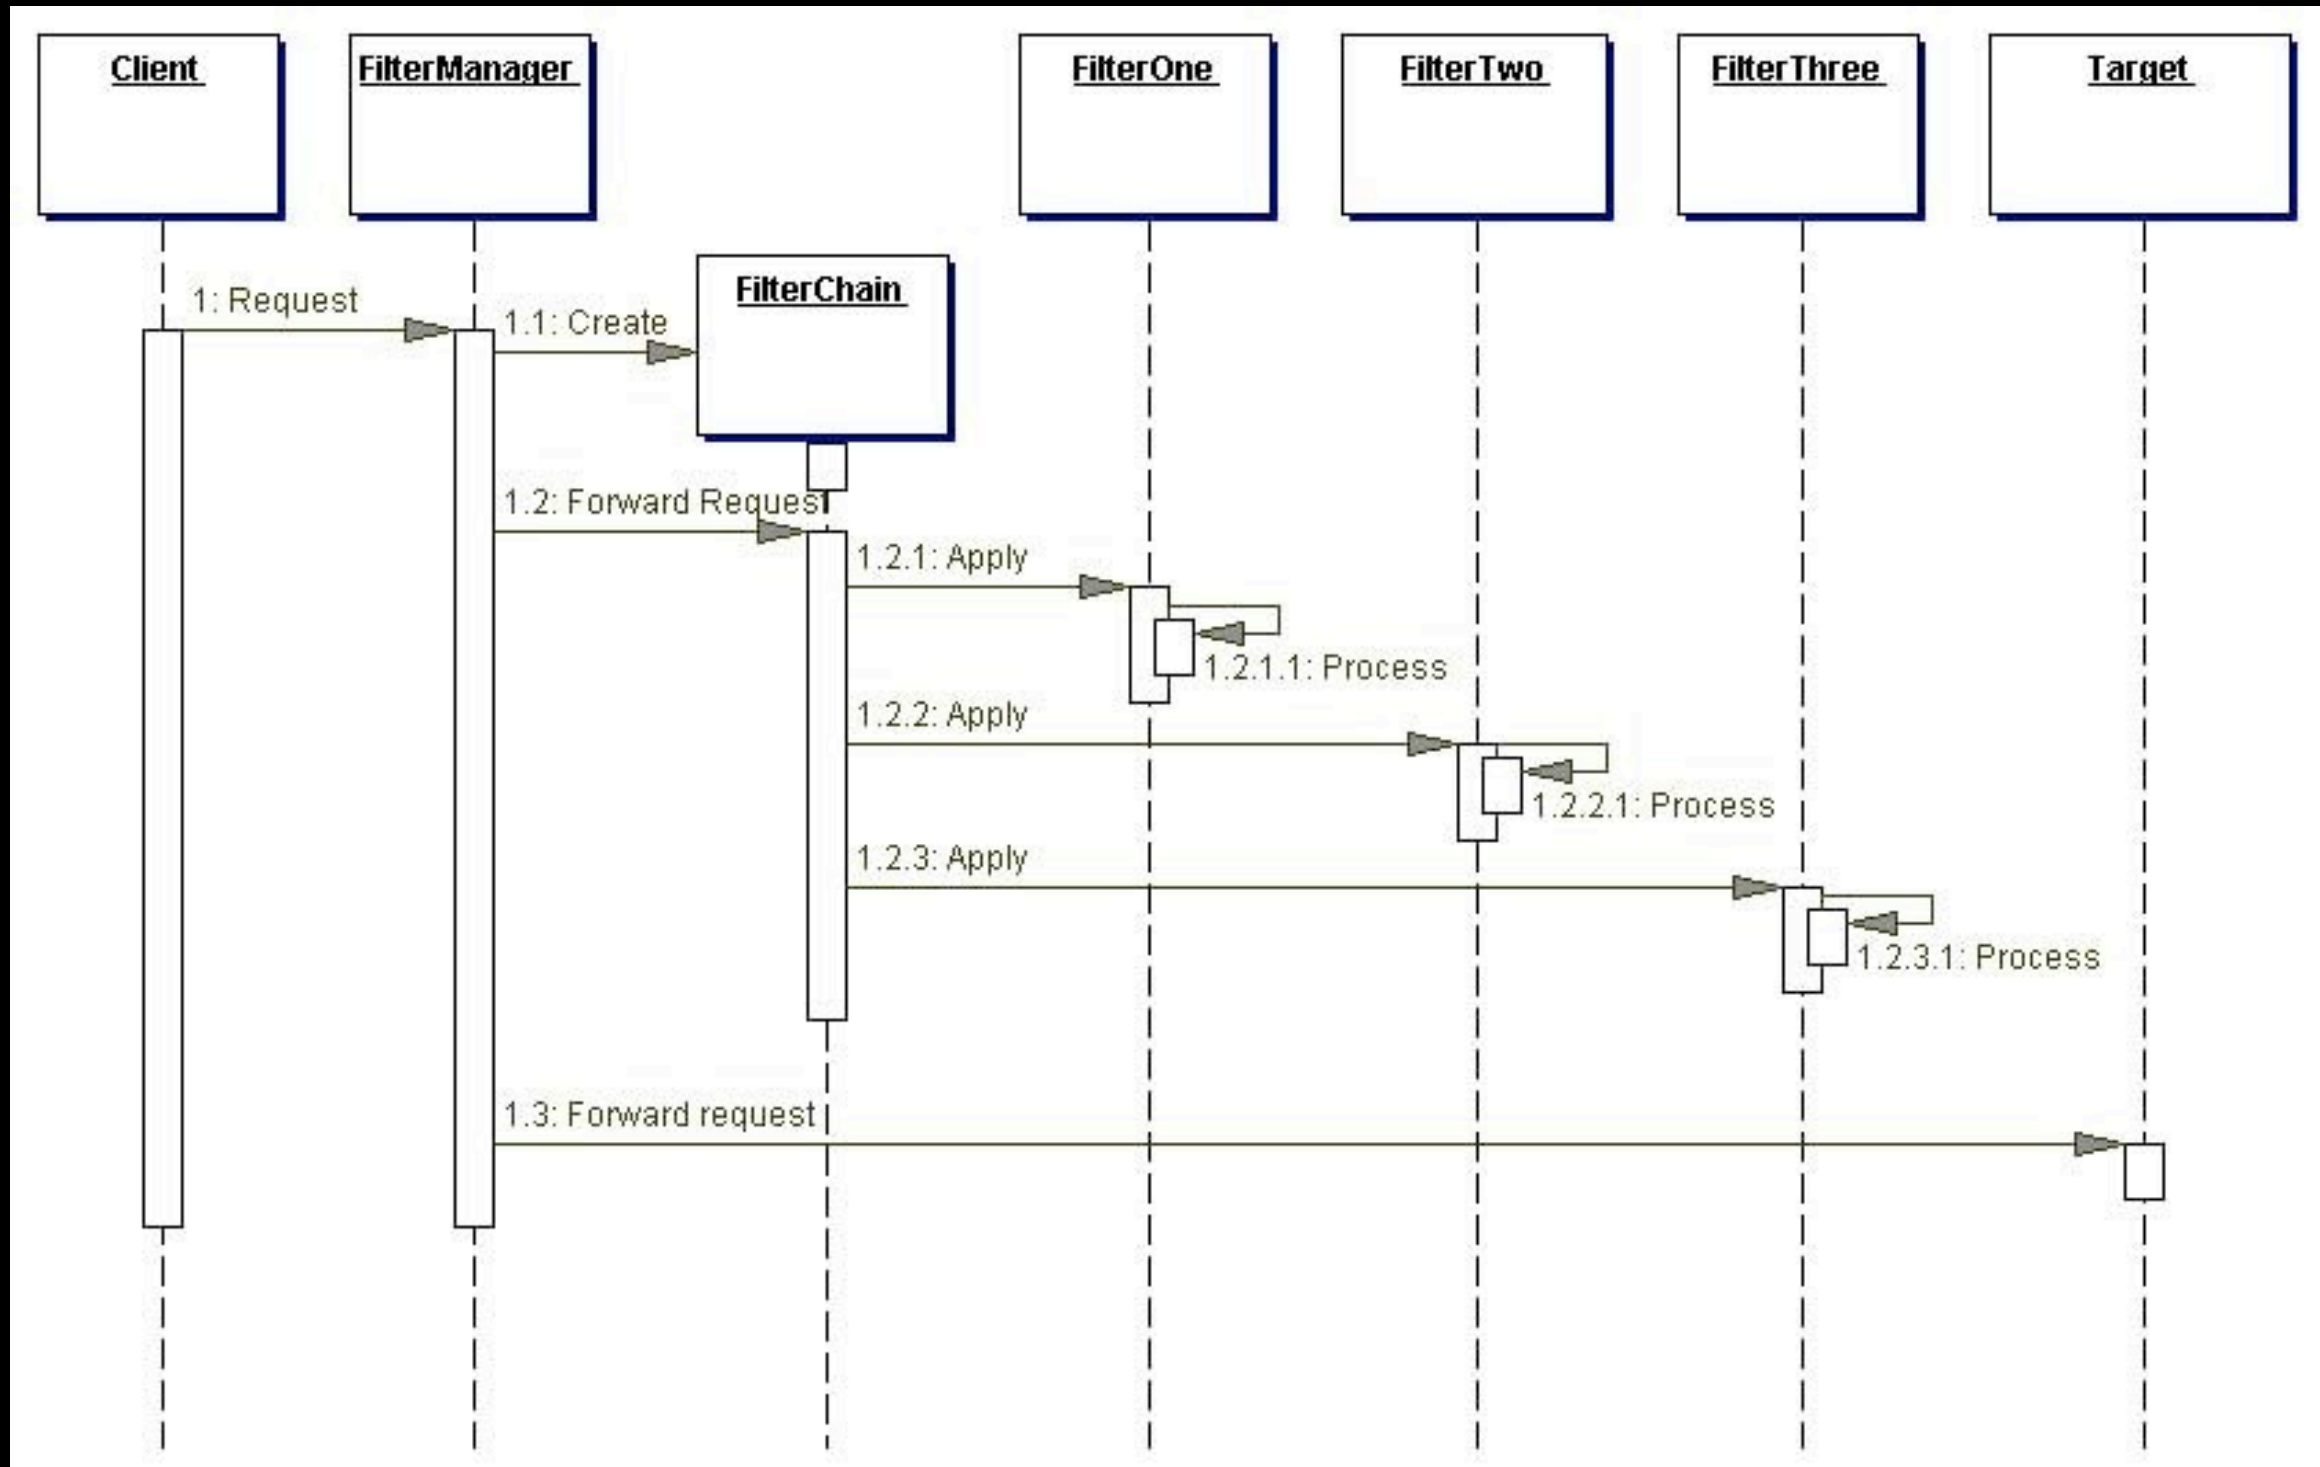 Client
FilterManager
FilterOne
FilterTwo
FilterThree
Target
FilterChain
1: Request
1.1: Create
1.2: Forward Request
1.2.1: Apply
1.2.1.1: Process
1.2.2: Apply
1.2.2.1: Process
1.2.3: Apply
1.2.3.1: Process
1.3: Forward request